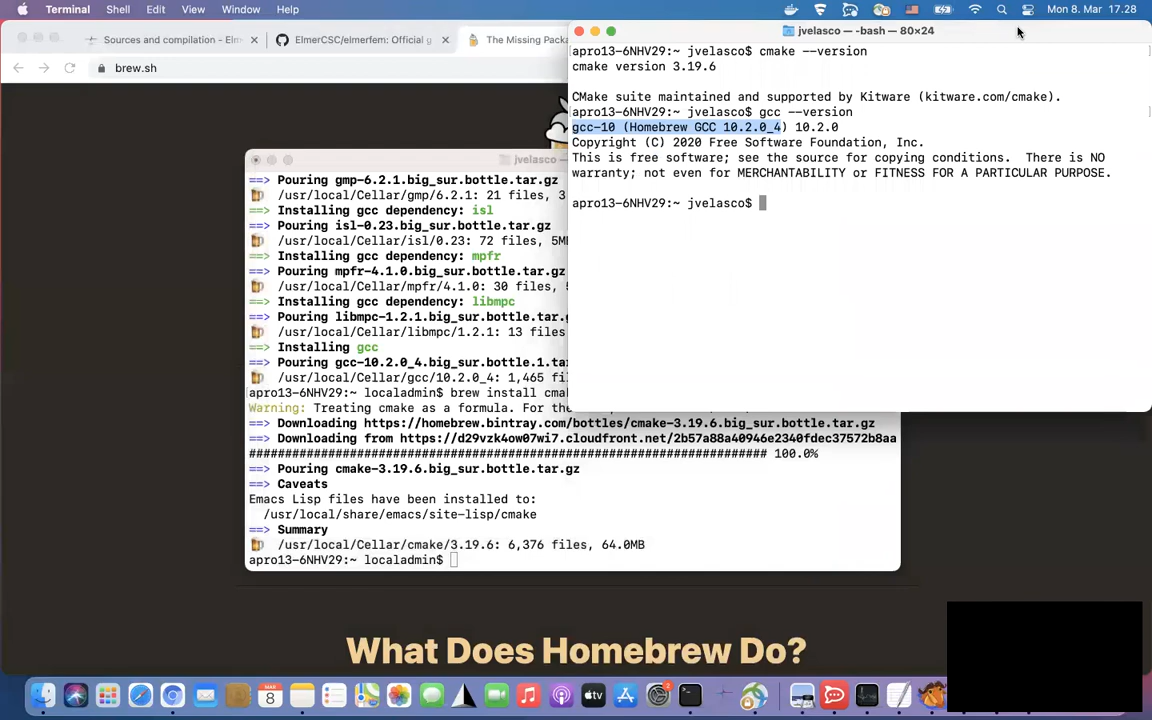 Terminal Shell Edit View Window Help
Mon 8. Mar 17.28
Sources and compilation - Elm
ElmerCSC/elmerfem: Official g
The Missing Packa
brew.sh
jvelasco — -bash — 80×24
apro13-6NHV29:~ jvelasco$ cmake --version
cmake version 3.19.6
CMake suite maintained and supported by Kitware (kitware.com/cmake).
apro13-6NHV29:~ jvelasco$ gcc --version
gcc-10 (Homebrew GCC 10.2.0_4) 10.2.0
Copyright (C) 2020 Free Software Foundation, Inc.
This is free software; see the source for copying conditions.  There is NO
warranty; not even for MERCHANTABILITY or FITNESS FOR A PARTICULAR PURPOSE.
apro13-6NHV29:~ jvelasco$
jvelasco —
==> Pouring gmp-6.2.1.big_sur.bottle.tar.gz
/usr/local/Cellar/gmp/6.2.1: 21 files, 3
==> Installing gcc dependency: isl
==> Pouring isl-0.23.big_sur.bottle.tar.gz
/usr/local/Cellar/isl/0.23: 72 files, 5M
==> Installing gcc dependency: mpfr
==> Pouring mpfr-4.1.0.big_sur.bottle.tar.gz
/usr/local/Cellar/mpfr/4.1.0: 30 files,
==> Installing gcc dependency: libmpc
==> Pouring libmpc-1.2.1.big_sur.bottle.tar.
/usr/local/Cellar/libmpc/1.2.1: 13 files
==> Installing gcc
==> Pouring gcc-10.2.0_4.big_sur.bottle.1.ta
/usr/local/Cellar/gcc/10.2.0_4: 1,465 fi
apro13-6NHV29:~ localadmin$ brew install cma
Warning: Treating cmake as a formula. For the
==> Downloading https://homebrew.bintray.com/bottles/cmake-3.19.6.big_sur.bottle.tar.gz
==> Downloading from https://d29vzk4ow07wi7.cloudfront.net/2b57a88a40946e2340fdec37572b8aa
######################################################################## 100.0%
==> Pouring cmake-3.19.6.big_sur.bottle.tar.gz
==> Caveats
Emacs Lisp files have been installed to:
/usr/local/share/emacs/site-lisp/cmake
==> Summary
/usr/local/Cellar/cmake/3.19.6: 6,376 files, 64.0MB
apro13-6NHV29:~ localadmin$
What Does Homebrew Do?